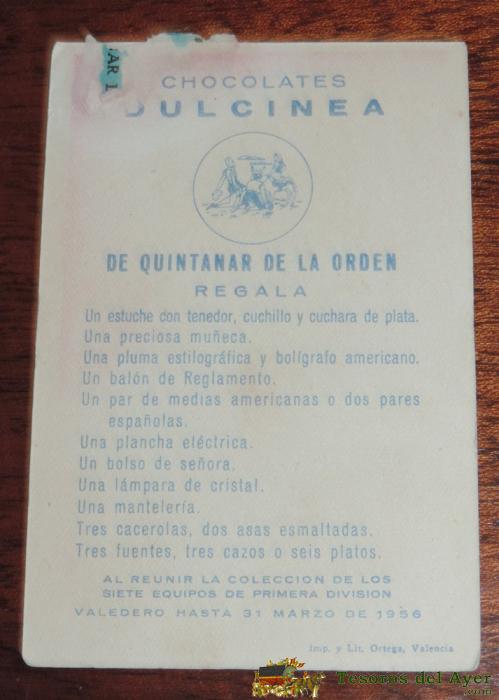 AR 1
CHOCOLATES
DULCINEA
DE QUINTANAR DE LA ORDEN
REGALA
Un estuche con tenedor, cuchillo y cuchara de plata.
Una preciosa muñeca.
Una pluma estilográfica y bolígrafo americano.
Un balón de Reglamento.
Un par de medias americanas o dos pares
españolas.
Una plancha eléctrica.
Un bolso de señora.
Una lámpara de cristal.
Una mantelería.
Tres cacerolas, dos asas esmaltadas.
Tres fuentes, tres cazos o seis platos.
AL REUNIR LA COLECCION DE LOS
SIETE EQUIPOS DE PRIMERA DIVISION
VALEDERO HASTA 31 MARZO DE 1956
Imp. y Lit. Ortega, Valencia
Tesoros del Ayer
.com